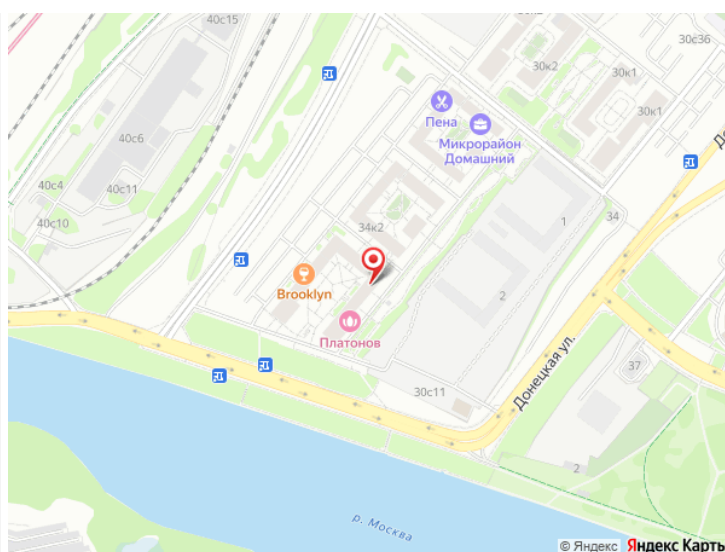 40с15
30к2
30с36
30к1
30к1
40с6
Пена
Микрорайон
Домашний
40с4
40с11
40с10
34к2
1
34
2
Brooklyn
Платонов
Донецкая ул.
37
30с11
2
р. Москва
© Яндекс Яндекс Карты